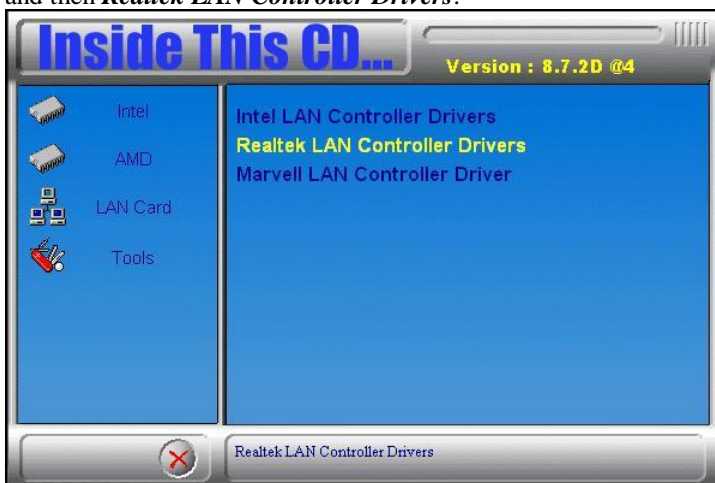 and then Realtek LAN Controller Drivers.
Inside This CD...
Version : 8.7.2D @4
Intel
AMD
LAN Card
Tools
Intel LAN Controller Drivers
Realtek LAN Controller Drivers
Marvell LAN Controller Driver
Realtek LAN Controller Drivers